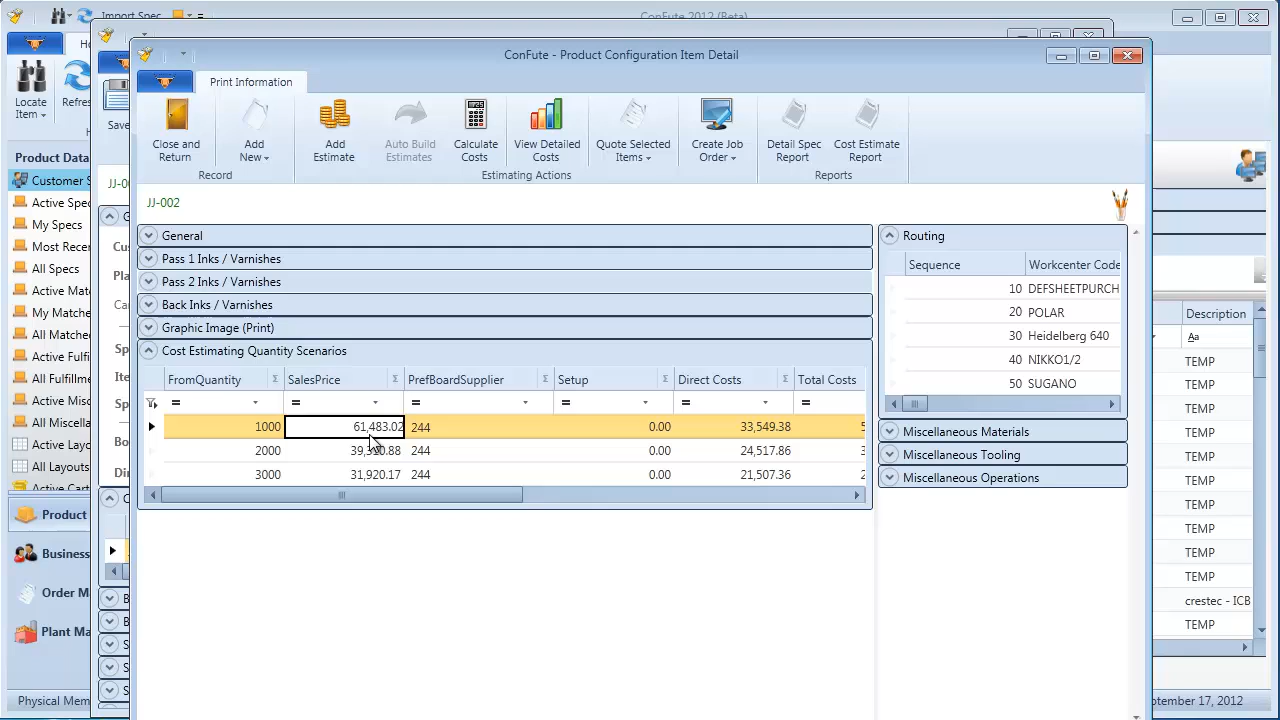 Import Spec
ConFute 2012 (Beta)
Locate
Item
Refres
Save
ConFute - Product Configuration Item Detail
Print Information
Close and
Return
Add
New
Record
Add
Estimate
Auto Build
Estimates
Calculate
Costs
View Detailed
Costs
Quote Selected
Items
Create Job
Order
Estimating Actions
Detail Spec
Report
Cost Estimate
Report
Reports
JJ-002
Product Data
Customer S
Active Spec
My Specs
Most Recen
All Specs
Active Mat
My Matche
All Matche
Active Fulfi
All Fulfillme
Active Misc
All Miscella
Active Layo
All Layouts
Active Cart
Product
Business
Order M
Plant Ma
Physical Mem
JJ-0
General
Pass 1 Inks / Varnishes
Pass 2 Inks / Varnishes
Back Inks / Varnishes
Graphic Image (Print)
Cost Estimating Quantity Scenarios
FromQuantity Σ SalesPrice Σ PrefBoardSupplier Σ Setup Σ Direct Costs Σ Total Costs
= = = = = =
1000 61,483.02 244 0.00 33,549.38 5
2000 244 0.00 24,517.86
3000 31,920.17 244 0.00 21,507.36 2
Routing
Sequence Workcenter Code
10 DEFSHEETPURCH
20 POLAR
30 Heidelberg 640
40 NIKKO1/2
50 SUGANO
Miscellaneous Materials
Miscellaneous Tooling
Miscellaneous Operations
Description
Aa
TEMP
TEMP
TEMP
TEMP
TEMP
TEMP
TEMP
TEMP
TEMP
TEMP
crestec - ICB
TEMP
ptember 17, 2012